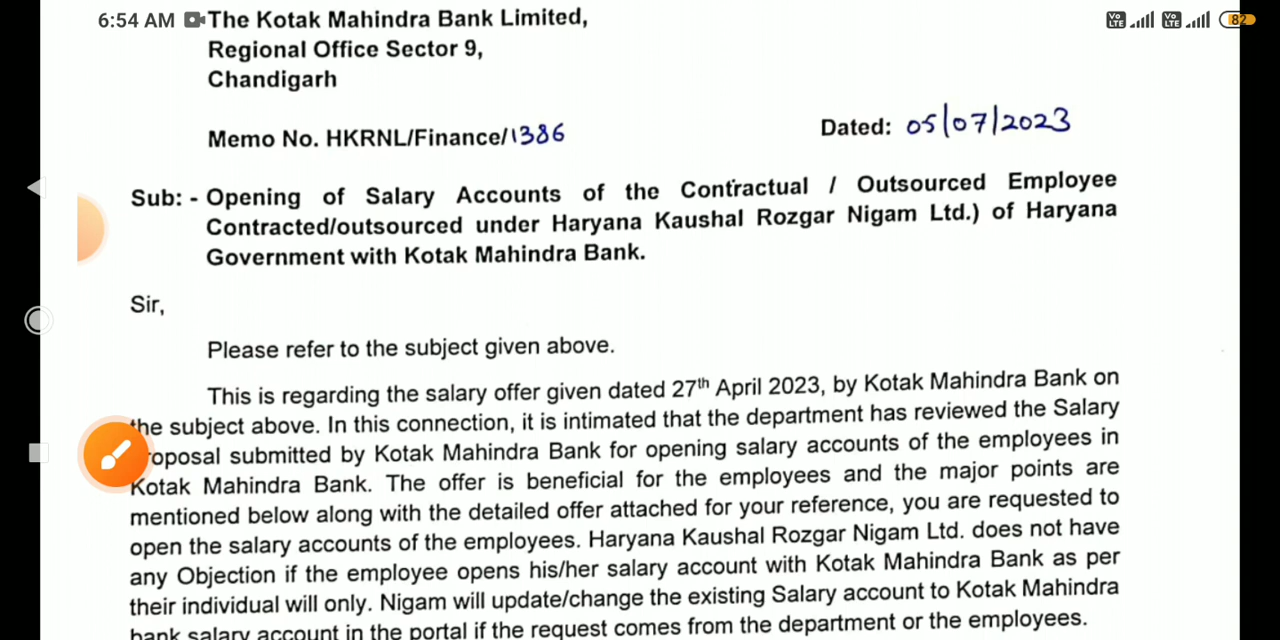 6:54 AM
Vo LTE Vo LTE 82
The Kotak Mahindra Bank Limited,
Regional Office Sector 9,
Chandigarh
Memo No. HKRNL/Finance/1386
Dated: 05/07/2023
Sub: - Opening of Salary Accounts of the Contractual / Outsourced Employee
Contracted/outsourced under Haryana Kaushal Rozgar Nigam Ltd.) of Haryana
Government with Kotak Mahindra Bank.
Sir,
Please refer to the subject given above.
This is regarding the salary offer given dated 27th April 2023, by Kotak Mahindra Bank on
the subject above. In this connection, it is intimated that the department has reviewed the Salary
roposal submitted by Kotak Mahindra Bank for opening salary accounts of the employees in
Kotak Mahindra Bank. The offer is beneficial for the employees and the major points are
mentioned below along with the detailed offer attached for your reference, you are requested to
open the salary accounts of the employees. Haryana Kaushal Rozgar Nigam Ltd. does not have
any Objection if the employee opens his/her salary account with Kotak Mahindra Bank as per
their individual will only. Nigam will update/change the existing Salary account to Kotak Mahindra
bank salary account in the portal if the request comes from the department or the employees.